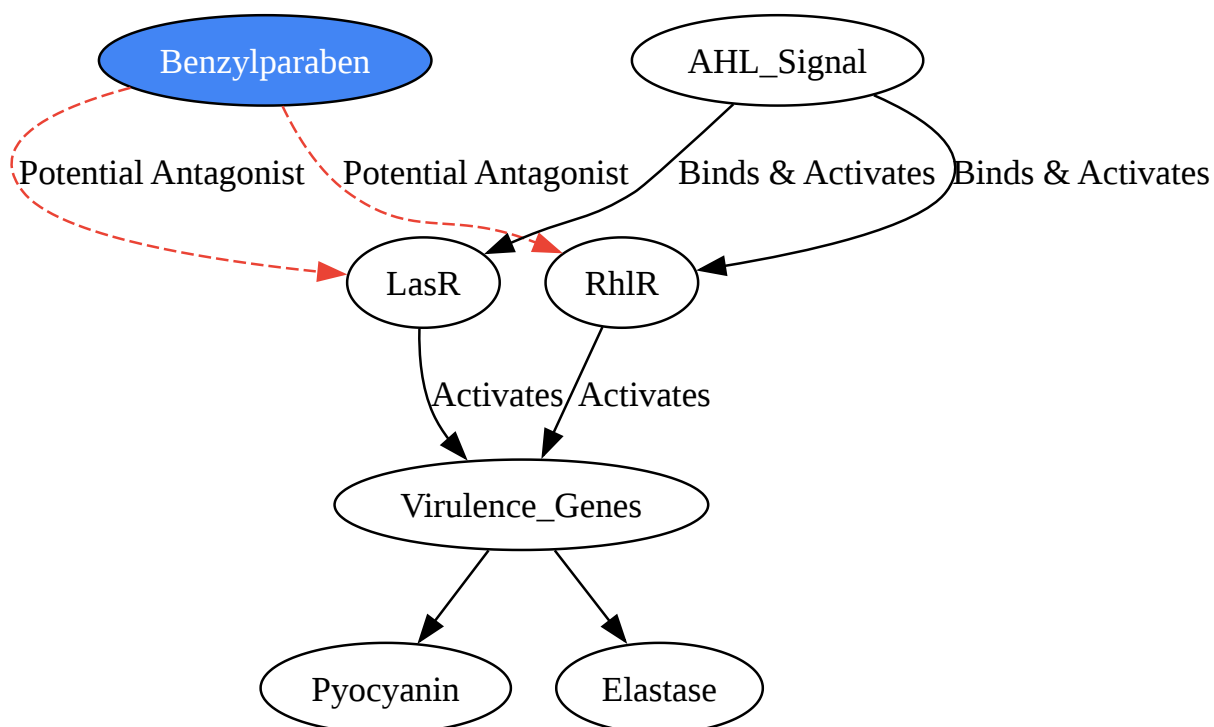 Benzylparaben
AHL_Signal
Potential Antagonist
Potential Antagonist
Binds & Activates
Binds & Activates
LasR
RhlR
Activates
Activates
Virulence_Genes
Pyocyanin
Elastase